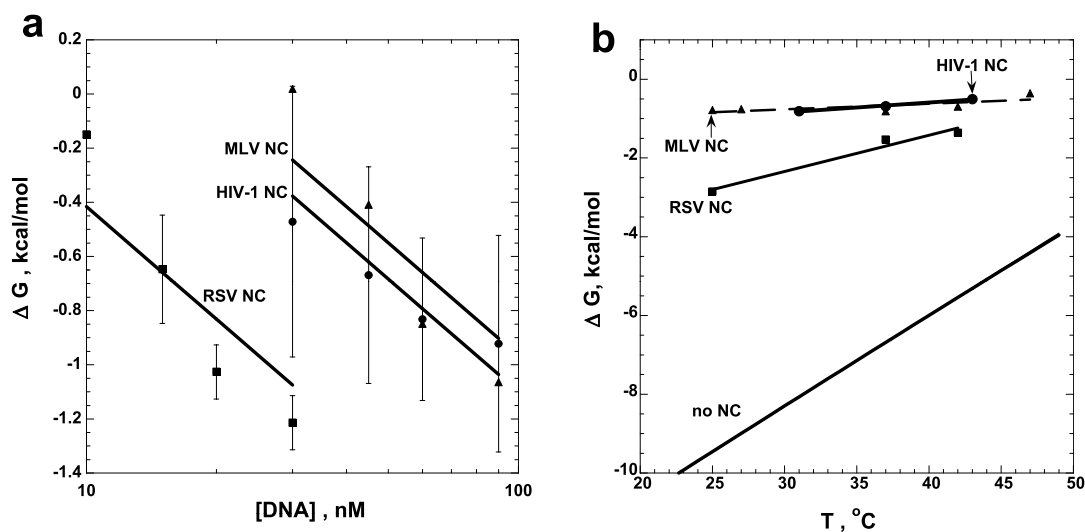 a
0.2
0
-0.2
-0.4
-0.6
-0.8
-1
-1.2
-1.4
Δ G , kcal/mol
MLV NC
HIV-1 NC
RSV NC
10
100
[DNA] , nM
b
0
-2
-4
-6
-8
-10
Δ G, kcal/mol
HIV-1 NC
MLV NC
RSV NC
no NC
20
25
30
35
40
45
50
T , °C